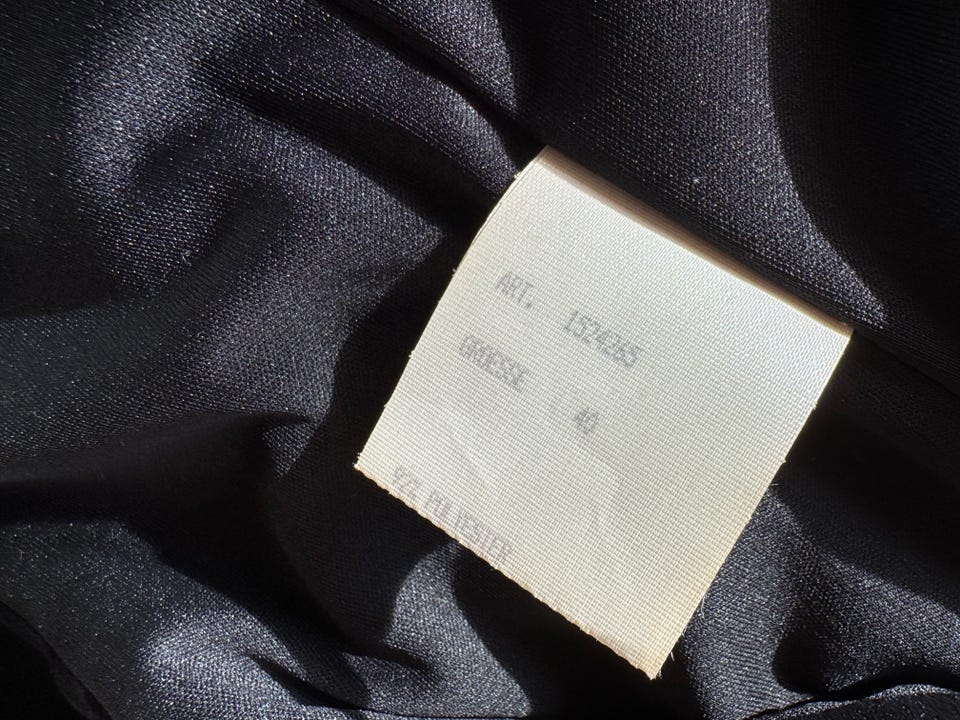 ART. 1524265
GROESSE 40
POLYESTER